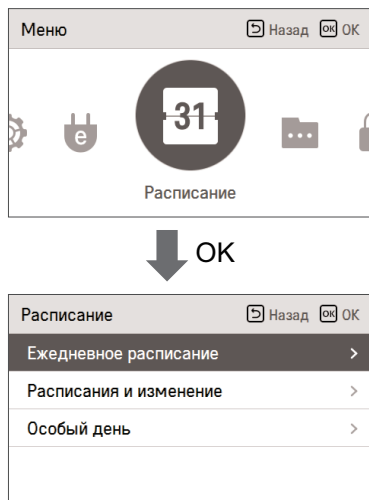 Меню Назад OK OK
e 31
Расписание
OK
Расписание Назад OK OK
Ежедневное расписание >
Расписания и изменение >
Особый день >